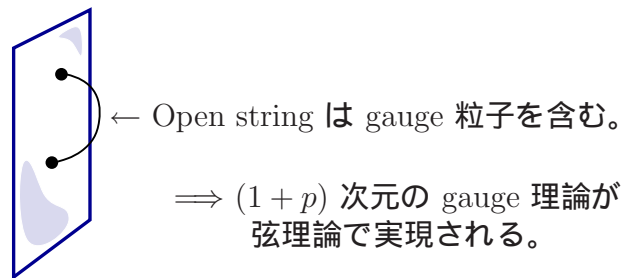 ← Open string は gauge 粒子を含む。
⟹ (1 + p) 次元の gauge 理論が
弦理論で実現される。